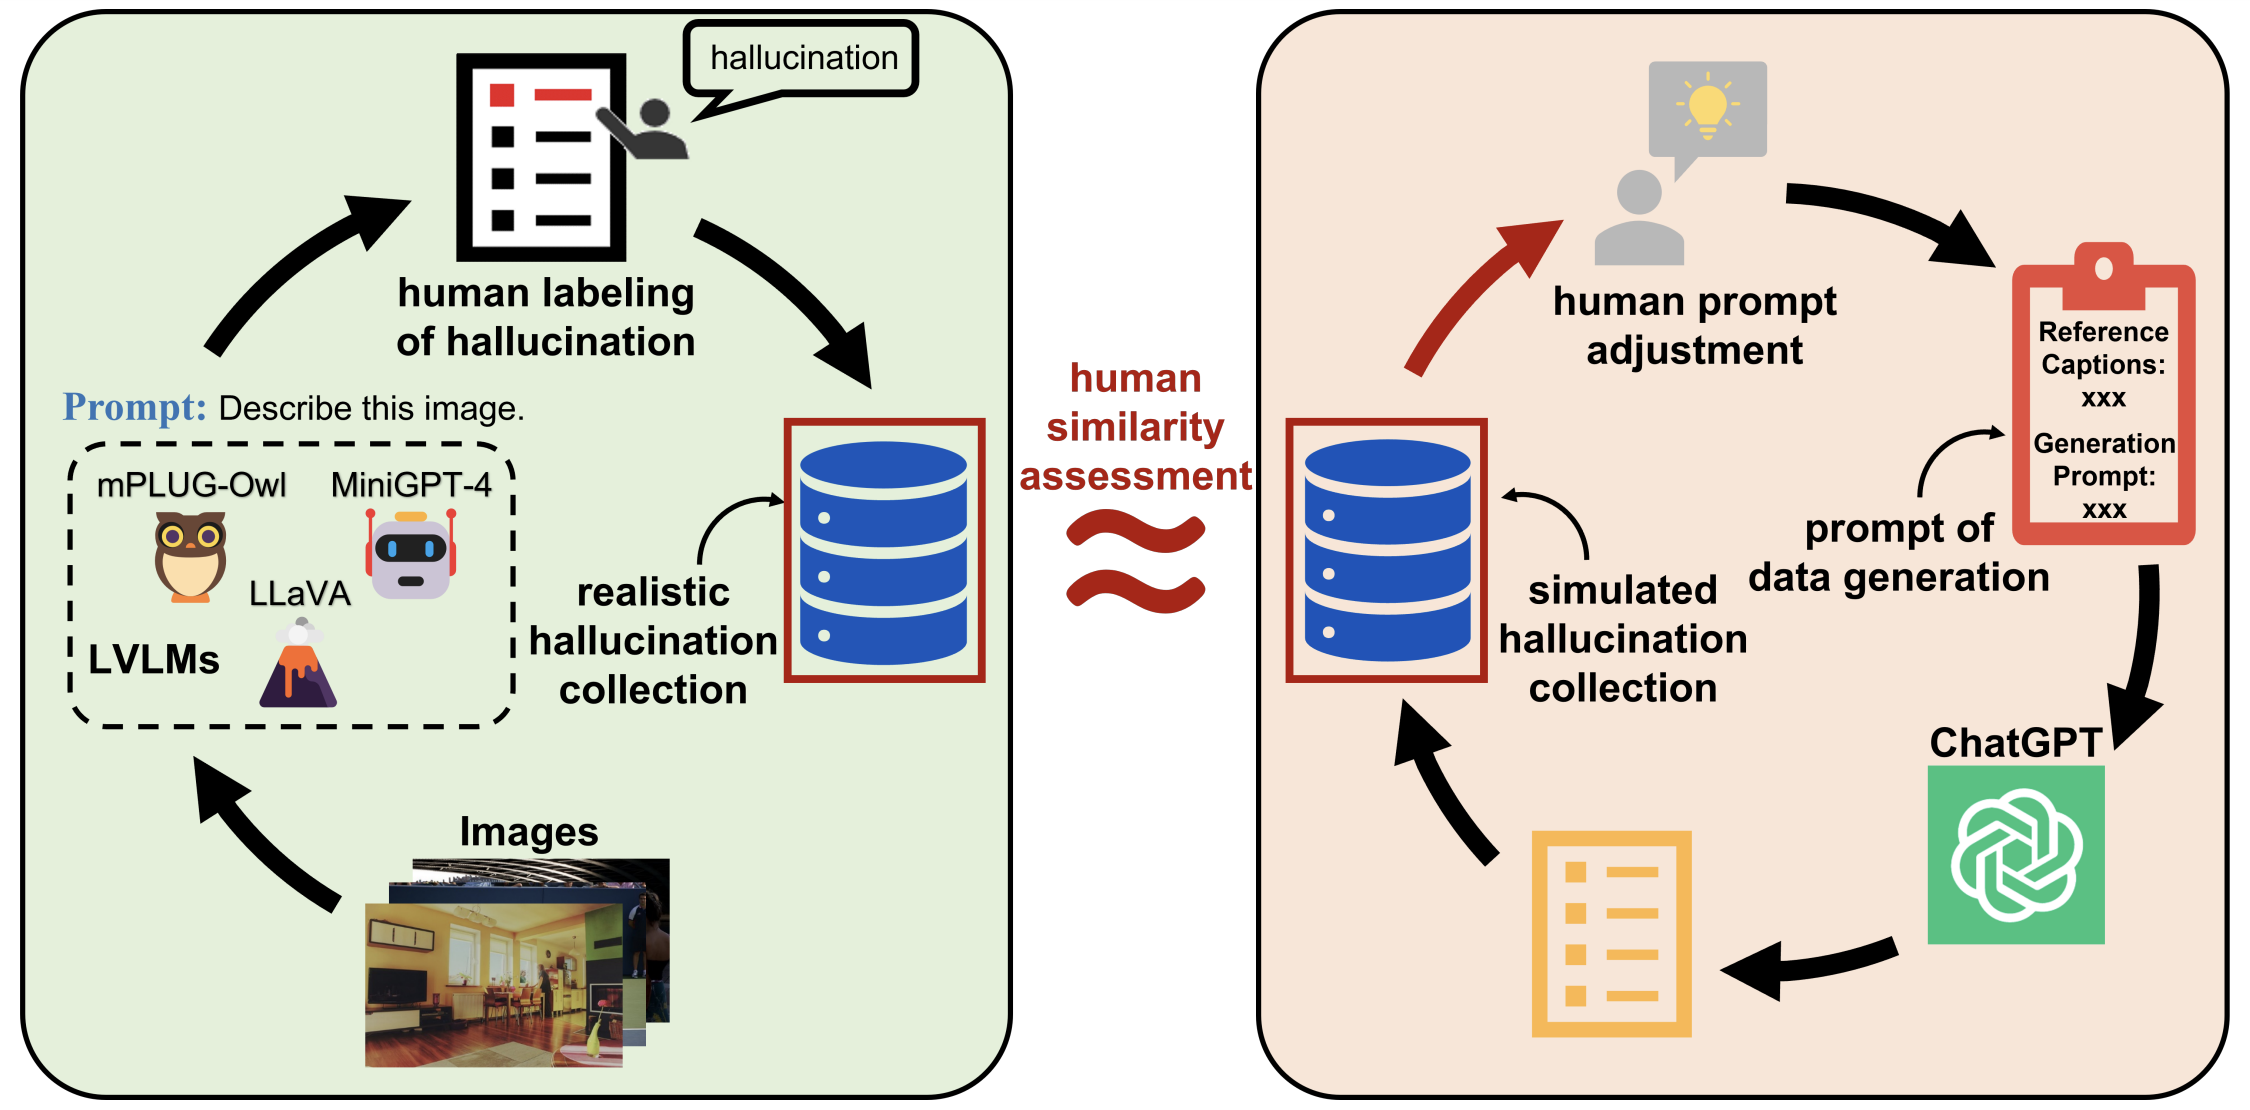 hallucination
human labeling
of hallucination
Prompt: Describe this image.
mPLUG-Owl
MiniGPT-4
LLaVA
LVLMs
realistic
hallucination
collection
Images
human
similarity
assessment
human prompt
adjustment
Reference
Captions:
xxx
Generation
Prompt:
xxx
prompt of
data generation
simulated
hallucination
collection
ChatGPT